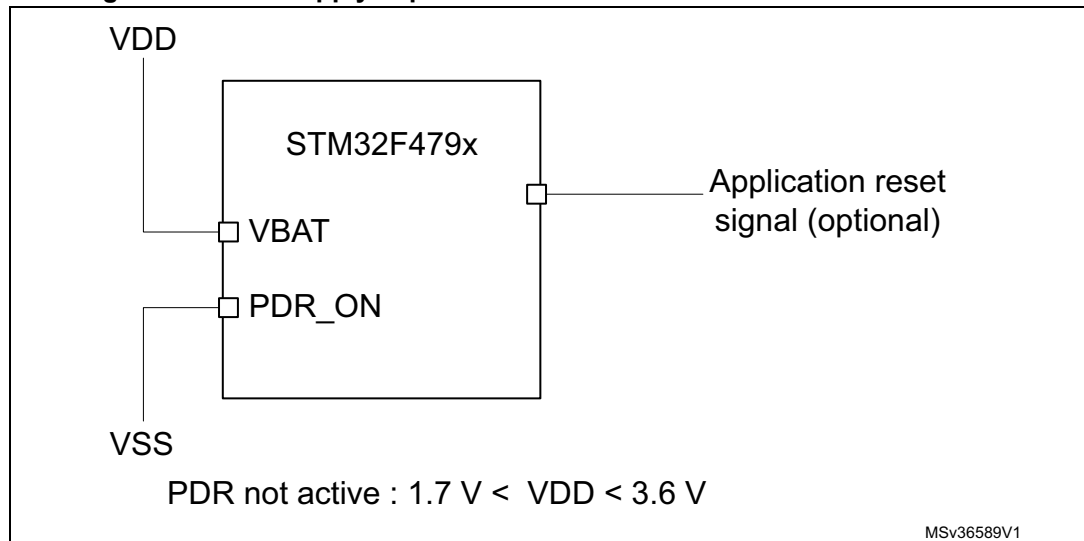 VDD
STM32F479x
Application reset
signal (optional)
VBAT
PDR_ON
VSS
PDR not active : 1.7 V < VDD < 3.6 V
MSv36589V1